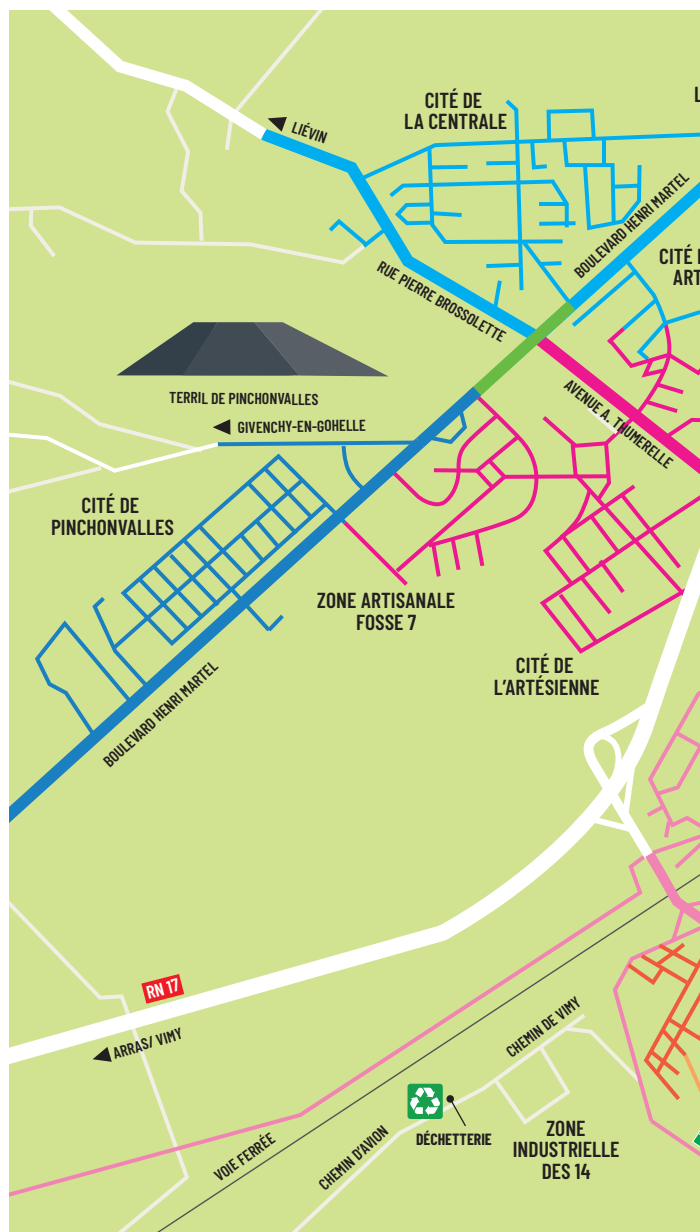 L
CITÉ DE
LA CENTRALE
LIÉVIN
BOULEVARD HENRI MARTEL
CITÉ
ART
RUE PIERRE BROSSOLETTE
TERRIL DE PINCHONVALLES
AVENUE A. THUMERELLE
GIVENCHY-EN-GOHELLE
CITÉ DE
PINCHONVALLES
ZONE ARTISANALE
FOSSE 7
CITÉ DE
L'ARTÉSIENNE
BOULEVARD HENRI MARTEL
RN 17
ARRAS/ VIMY
CHEMIN DE VIMY
DÉCHETTERIE
ZONE
INDUSTRIELLE
DES 14
CHEMIN D'AVION
VOIE FERRÉE